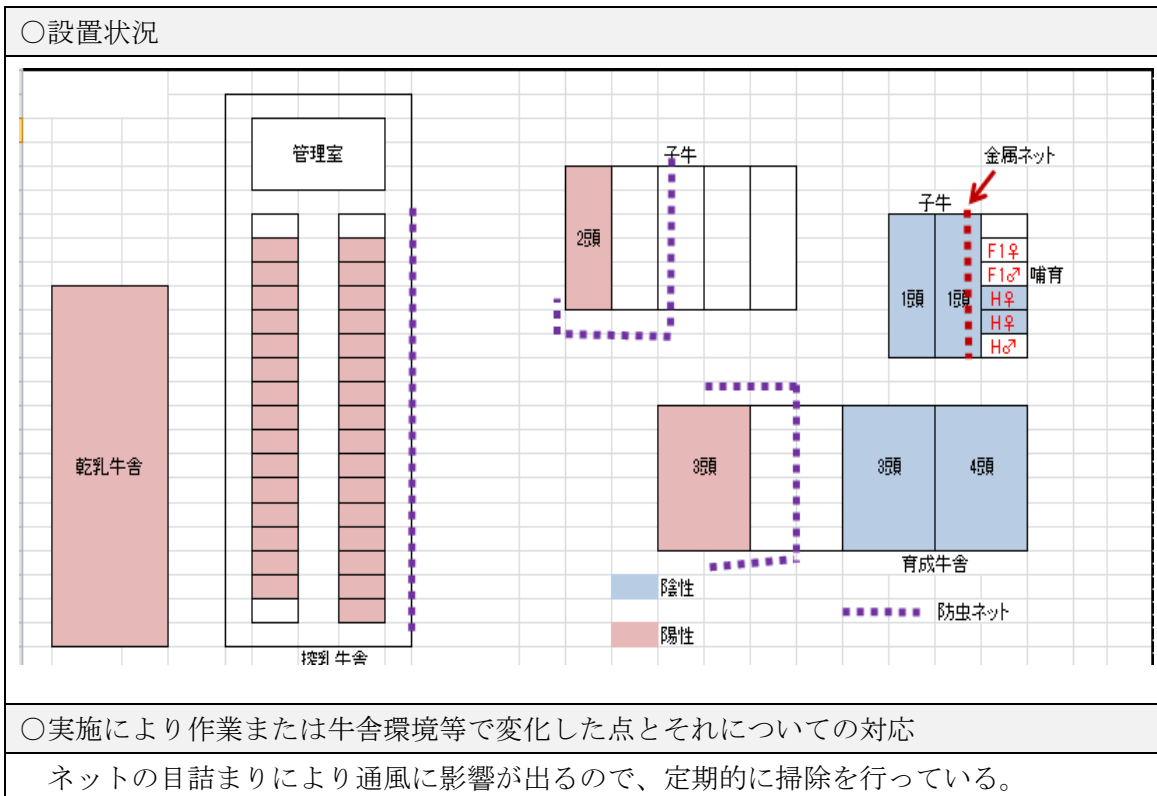 ○設置状況
管理室
子牛
金属ネット
子牛
2頭
F1♀
F1♂
哺育
1頭
1頭
H♀
H♀
H♂
乾乳牛舎
3頭
3頭
4頭
育成牛舎
陰性
防虫ネット
陽性
搾乳牛舎
○実施により作業または牛舎環境等で変化した点とそれについての対応
ネットの目詰まりにより通風に影響が出るので、定期的に掃除を行っている。